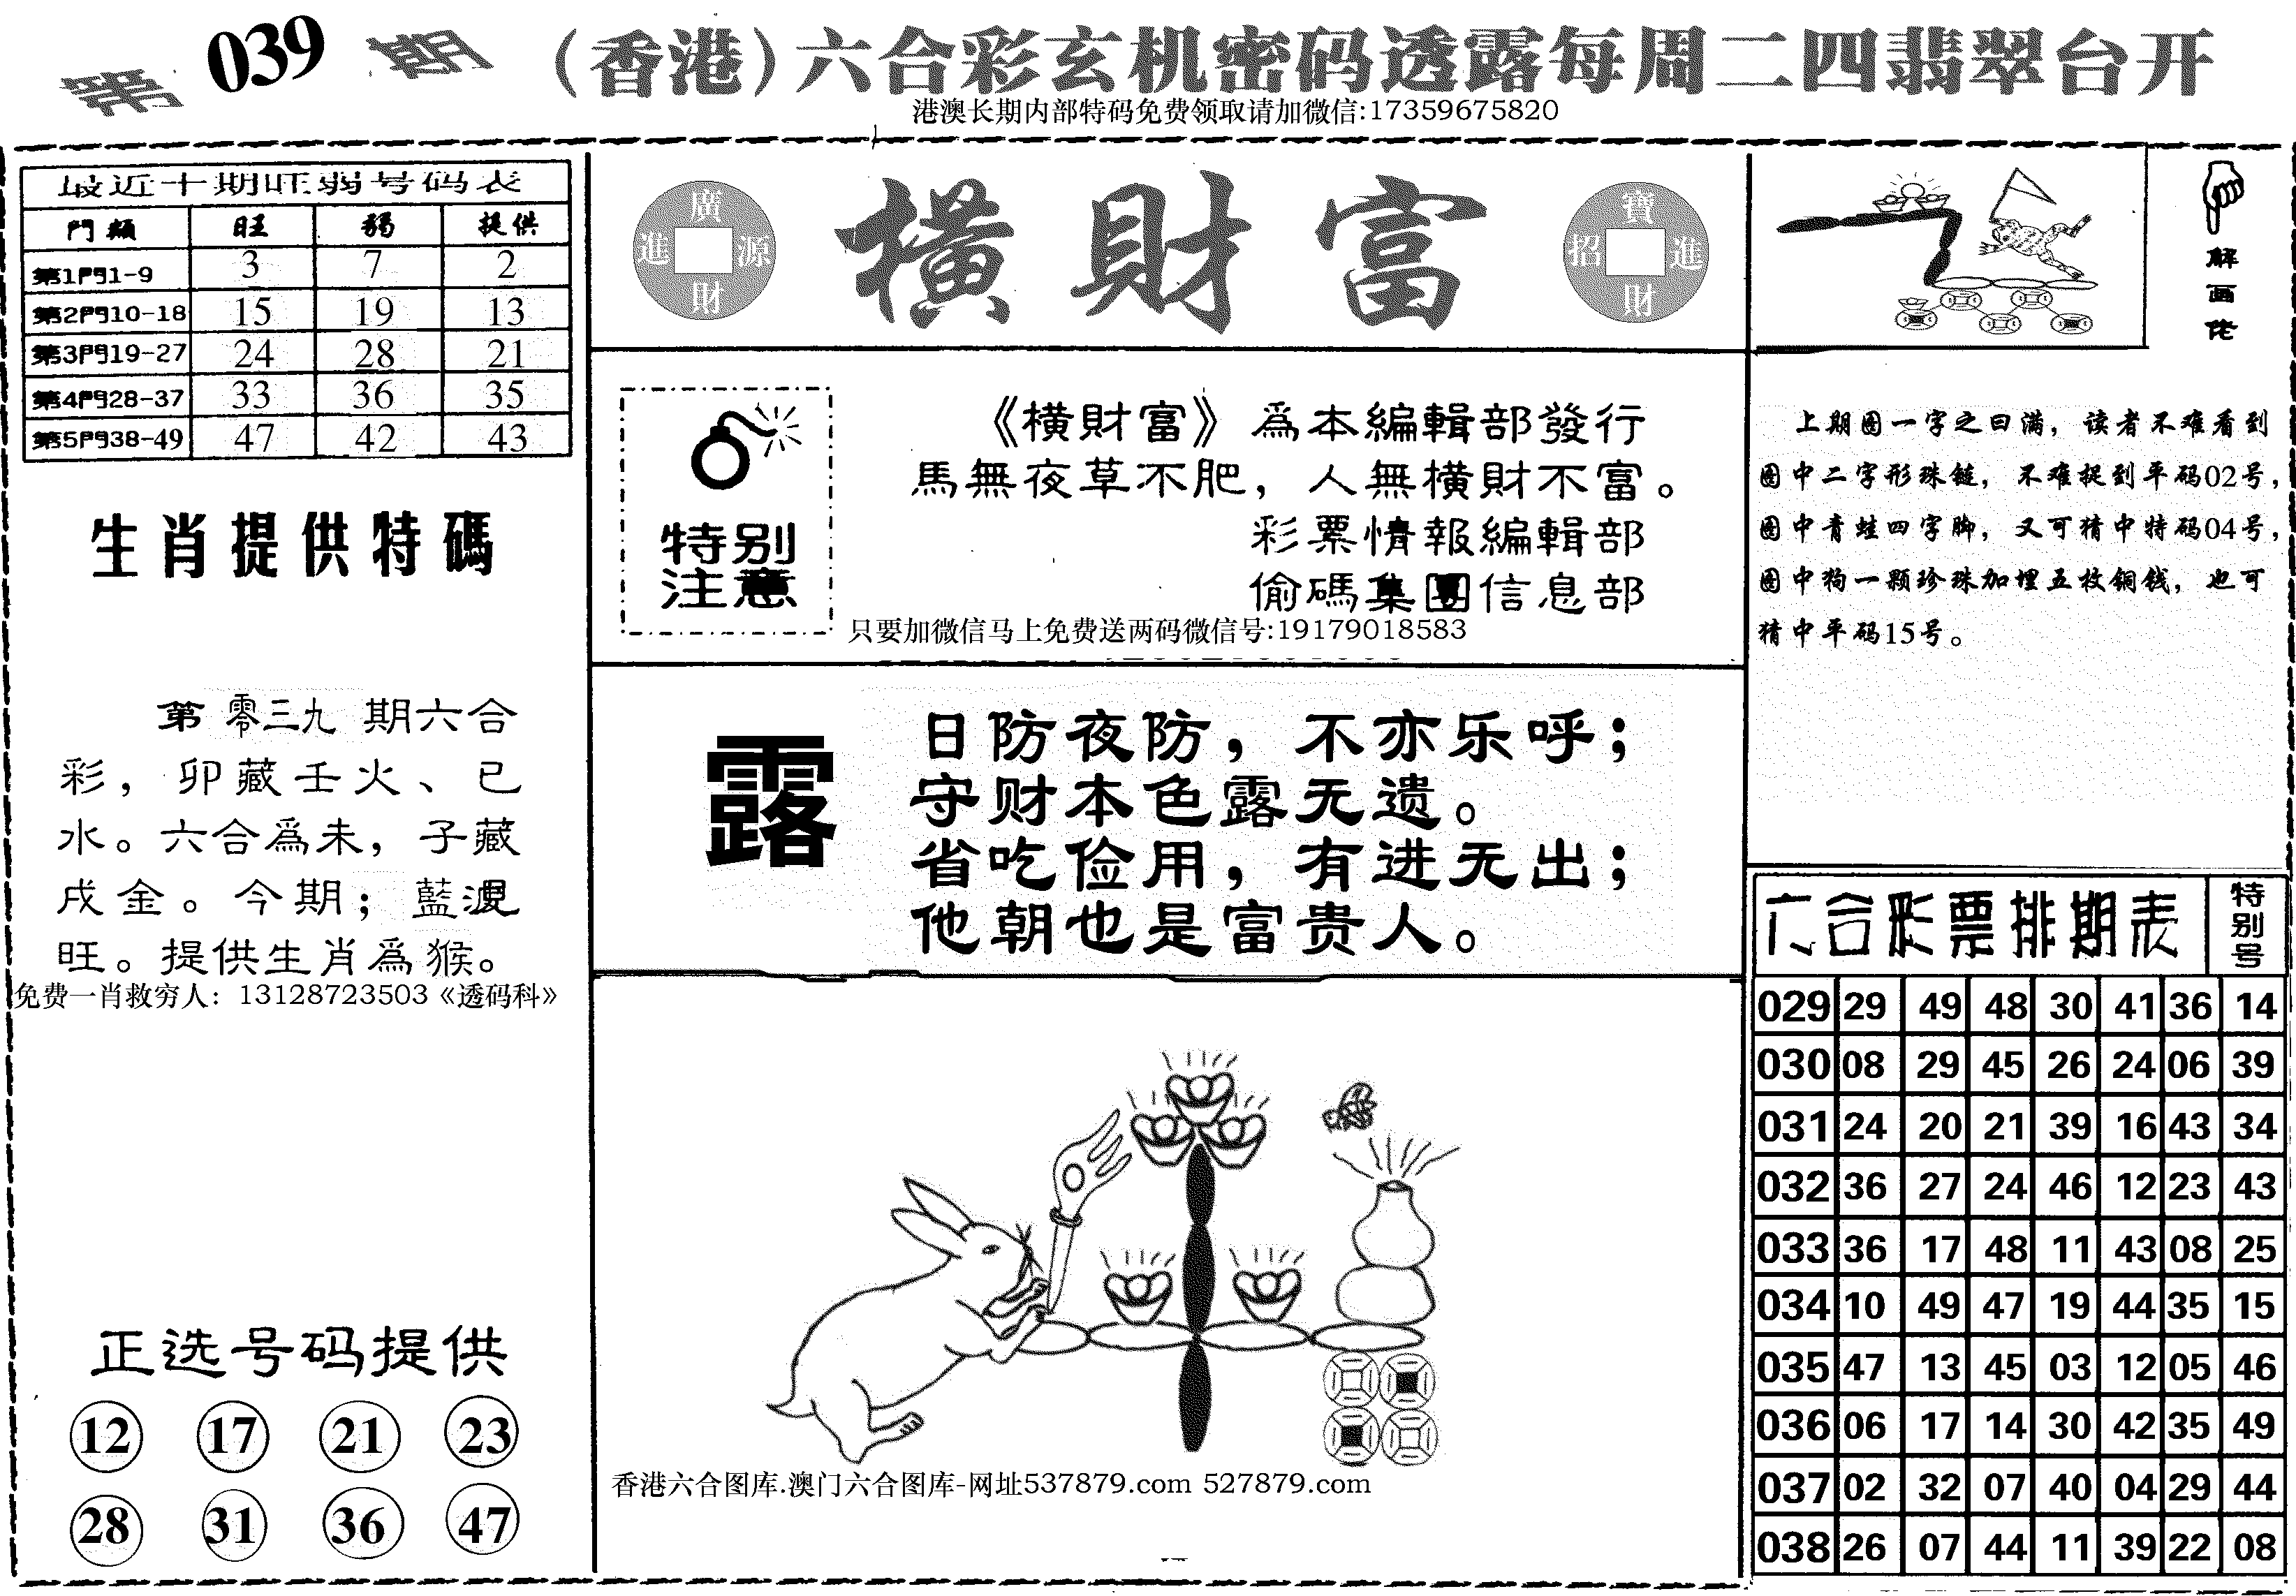 第 039 期 （香港）六合彩玄机密码透露每周二四翡翠台开
港澳长期内部特码免费领取请加微信:17359675820
最近十期旺弱号码表
門類 旺 弱 提供
第1門1-9 3 7 2
第2門10-18 15 19 13
第3門19-27 24 28 21
第4門28-37 33 36 35
第5門38-49 47 42 43
生肖提供特碼
第 零三九 期六合
彩，卯藏壬火、已
水。六合為未，子藏
戌金。今期；藍波
旺。提供生肖為猴。
免费一肖救穷人：13128723503《透码科》
正选号码提供
12 17 21 23
28 31 36 47
廣 進 源 財
橫財富
寶 招 進 財
特别
注意
《横財富》為本編輯部發行
馬無夜草不肥，人無橫財不富。
彩票情報編輯部
偷碼集團信息部
只要加微信马上免费送两码微信号:19179018583
露
日防夜防，不亦乐呼；
守财本色露无遗。
省吃俭用，有进无出；
他朝也是富贵人。
香港六合图库.澳门六合图库-网址537879.com 527879.com
解
画
佬
上期图一字之曰满，读者不难看到
图中二字形珠链，不难捉到平码02号，
图中青蛙四字脚，又可猜中特码04号，
图中狗一颗珍珠加埋五枚铜钱，也可
猜中平码15号。
六合彩票排期表 特别号
029 29 49 48 30 41 36 14
030 08 29 45 26 24 06 39
031 24 20 21 39 16 43 34
032 36 27 24 46 12 23 43
033 36 17 48 11 43 08 25
034 10 49 47 19 44 35 15
035 47 13 45 03 12 05 46
036 06 17 14 30 42 35 49
037 02 32 07 40 04 29 44
038 26 07 44 11 39 22 08